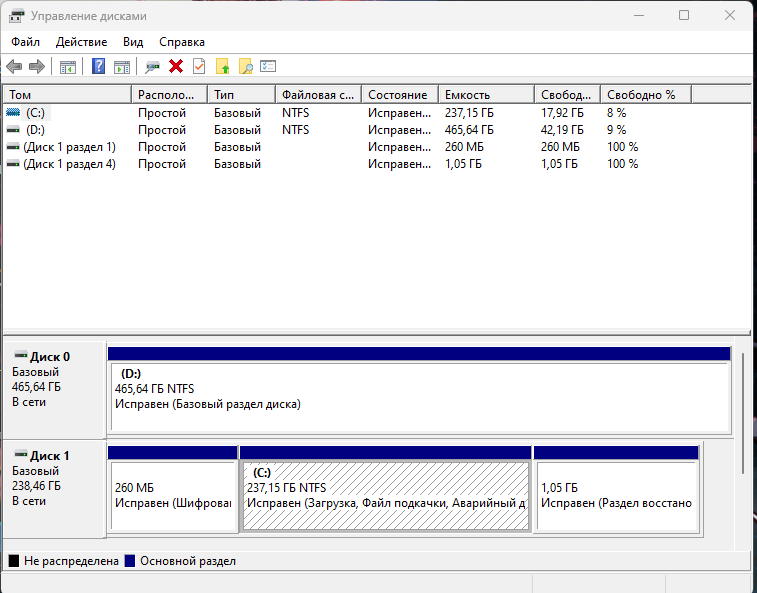 Управление дисками
Файл Действие Вид Справка
Том Располо... Тип Файловая с... Состояние Емкость Свобод... Свободно %
(C:) Простой Базовый NTFS Исправен... 237,15 ГБ 17,92 ГБ 8 %
(D:) Простой Базовый NTFS Исправен... 465,64 ГБ 42,19 ГБ 9 %
(Диск 1 раздел 1) Простой Базовый Исправен... 260 МБ 260 МБ 100 %
(Диск 1 раздел 4) Простой Базовый Исправен... 1,05 ГБ 1,05 ГБ 100 %
Диск 0
Базовый
465,64 ГБ
В сети
(D:)
465,64 ГБ NTFS
Исправен (Базовый раздел диска)
Диск 1
Базовый
238,46 ГБ
В сети
260 МБ
Исправен (Шифрован
(C:)
237,15 ГБ NTFS
Исправен (Загрузка, Файл подкачки, Аварийный д
1,05 ГБ
Исправен (Раздел восстано
Не распределена Основной раздел